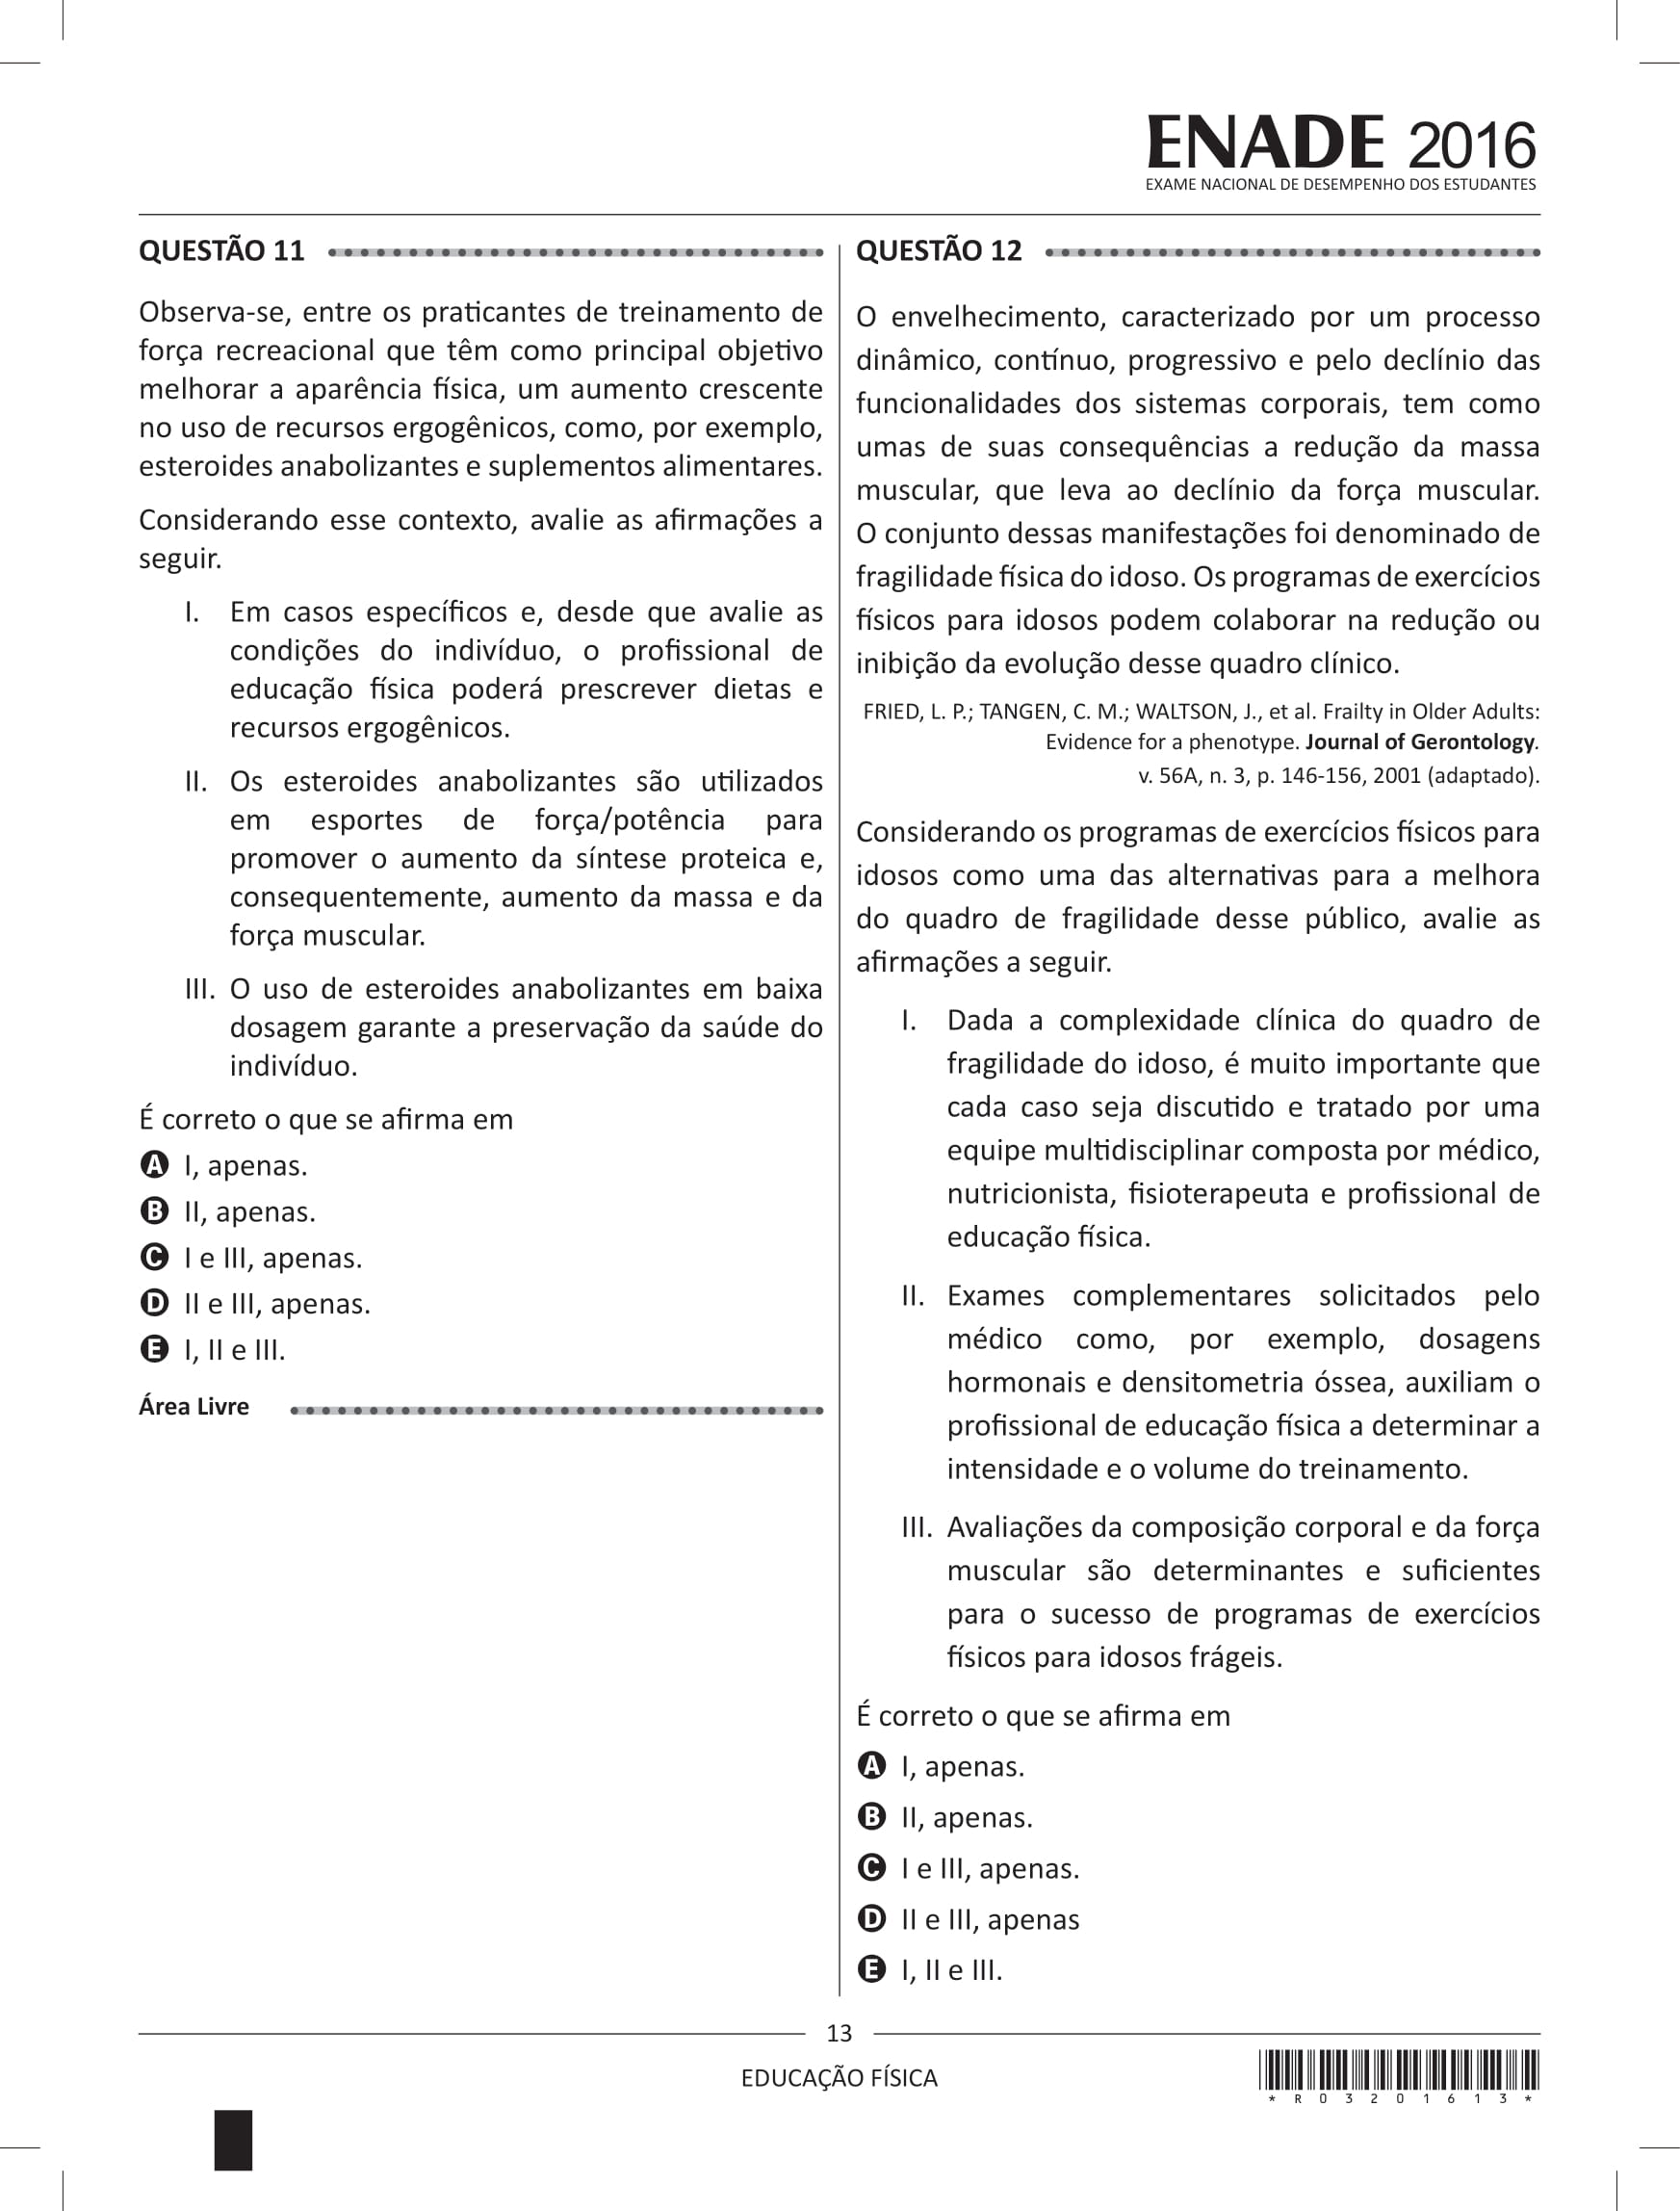 ENADE 2016
EXAME NACIONAL DE DESEMPENHO DOS ESTUDANTES
QUESTÃO 11
Observa-se, entre os praticantes de treinamento de
força recreacional que têm como principal objetivo
melhorar a aparência física, um aumento crescente
no uso de recursos ergogênicos, como, por exemplo,
esteroides anabolizantes e suplementos alimentares.
Considerando esse contexto, avalie as afirmações a
seguir.
I. Em casos específicos e, desde que avalie as
condições do indivíduo, o profissional de
educação física poderá prescrever dietas e
recursos ergogênicos.
II. Os esteroides anabolizantes são utilizados
em esportes de força/potência para
promover o aumento da síntese proteica e,
consequentemente, aumento da massa e da
força muscular.
III. O uso de esteroides anabolizantes em baixa
dosagem garante a preservação da saúde do
indivíduo.
É correto o que se afirma em
A I, apenas.
B II, apenas.
C I e III, apenas.
D II e III, apenas.
E I, II e III.
Área Livre
QUESTÃO 12
O envelhecimento, caracterizado por um processo
dinâmico, contínuo, progressivo e pelo declínio das
funcionalidades dos sistemas corporais, tem como
umas de suas consequências a redução da massa
muscular, que leva ao declínio da força muscular.
O conjunto dessas manifestações foi denominado de
fragilidade física do idoso. Os programas de exercícios
físicos para idosos podem colaborar na redução ou
inibição da evolução desse quadro clínico.
FRIED, L. P.; TANGEN, C. M.; WALTSON, J., et al. Frailty in Older Adults:
Evidence for a phenotype. Journal of Gerontology.
v. 56A, n. 3, p. 146-156, 2001 (adaptado).
Considerando os programas de exercícios físicos para
idosos como uma das alternativas para a melhora
do quadro de fragilidade desse público, avalie as
afirmações a seguir.
I. Dada a complexidade clínica do quadro de
fragilidade do idoso, é muito importante que
cada caso seja discutido e tratado por uma
equipe multidisciplinar composta por médico,
nutricionista, fisioterapeuta e profissional de
educação física.
II. Exames complementares solicitados pelo
médico como, por exemplo, dosagens
hormonais e densitometria óssea, auxiliam o
profissional de educação física a determinar a
intensidade e o volume do treinamento.
III. Avaliações da composição corporal e da força
muscular são determinantes e suficientes
para o sucesso de programas de exercícios
físicos para idosos frágeis.
É correto o que se afirma em
A I, apenas.
B II, apenas.
C I e III, apenas.
D II e III, apenas
E I, II e III.
13
EDUCAÇÃO FÍSICA
* R 0 3 2 0 1 6 1 3 *